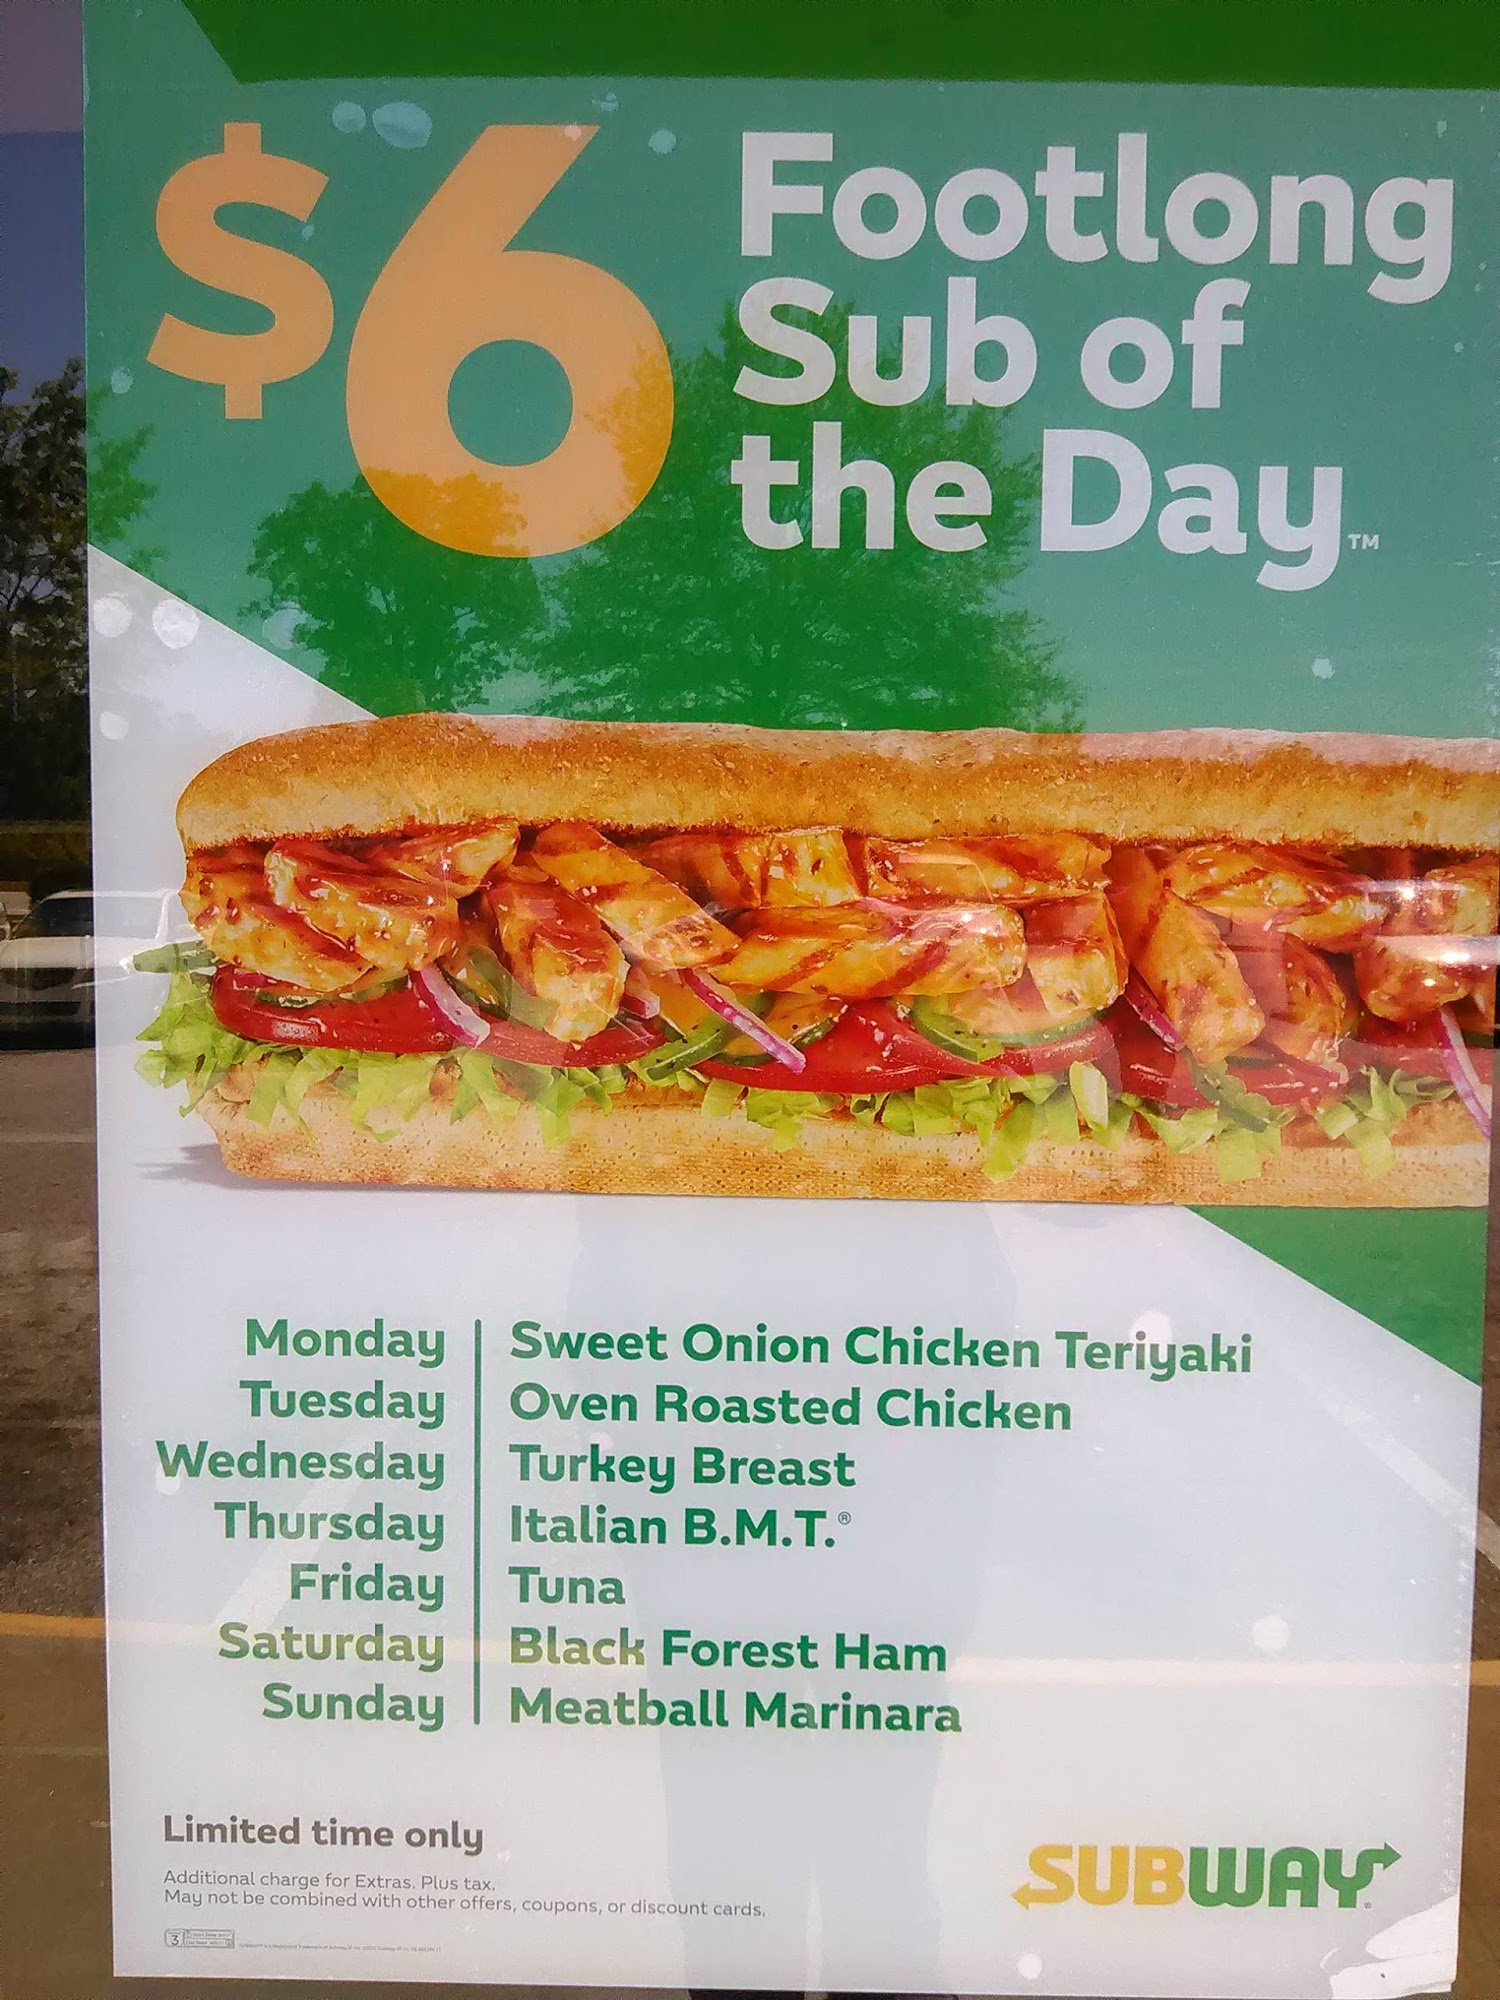 $6 Footlong
Sub of
the Day™
Monday | Sweet Onion Chicken Teriyaki
Tuesday | Oven Roasted Chicken
Wednesday | Turkey Breast
Thursday | Italian B.M.T.®
Friday | Tuna
Saturday | Black Forest Ham
Sunday | Meatball Marinara
Limited time only
Additional charge for Extras. Plus tax.
May not be combined with other offers, coupons, or discount cards.
SUBWAY®
3